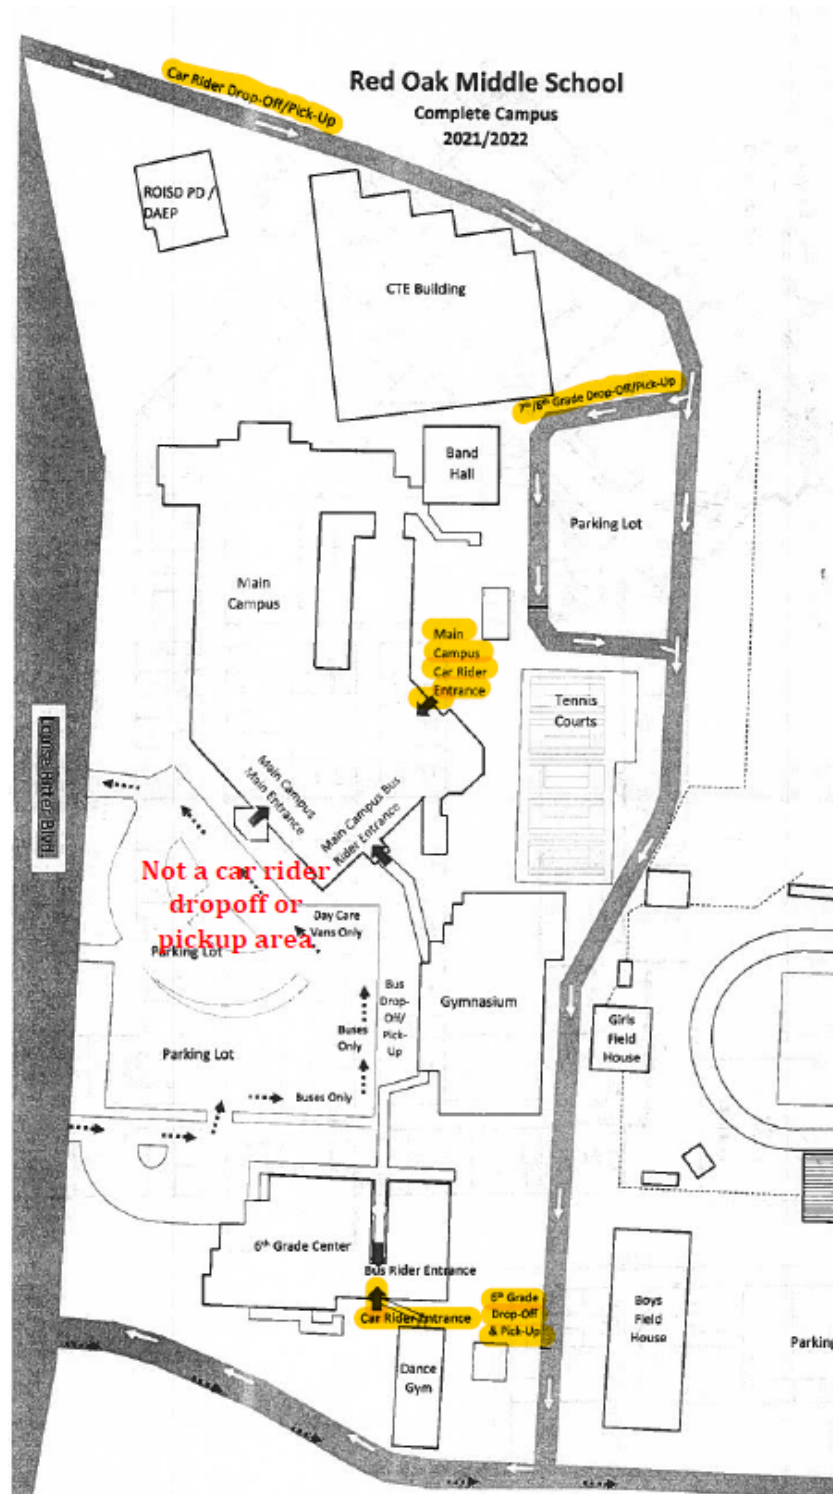 Car Rider Drop-Off/Pick-Up
Red Oak Middle School
Complete Campus
2021/2022
ROISD PD /
DAEP
CTE Building
7th/8th Grade Drop-Off/Pick-Up
Band
Hall
Parking Lot
Main
Campus
Main
Campus
Car Rider
Entrance
Tennis
Courts
Louise Ritter Blvd
Main Campus
Main Entrance
Main Campus Bus
Rider Entrance
Not a car rider
dropoff or
pickup area
Day Care
Vans Only
Parking Lot
Bus
Drop-
Off/
Pick-
Up
Gymnasium
Girls
Field
House
Buses
Only
Parking Lot
Buses Only
6th Grade Center
Bus Rider Entrance
Car Rider Entrance
6th Grade
Drop-Off
& Pick-Up
Boys
Field
House
Parking
Dance
Gym